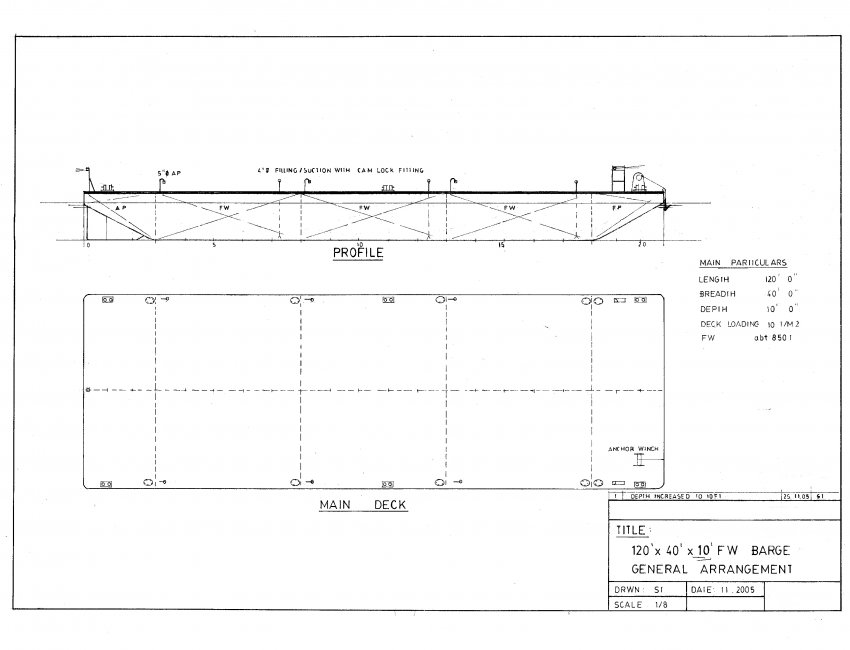 5"Ø AP
4"Ø FILLING/SUCTION WITH CAM LOCK FITTING
AP FW FW FW FP
0 5 10 15 20
PROFILE
MAIN PARTICULARS
LENGTH 120' 0"
BREADTH 40' 0"
DEPTH 10' 0"
DECK LOADING 10 T/M2
FW abt 850 T
ANCHOR WINCH
MAIN DECK
1 DEPTH INCREASED TO 10FT 25.11.05
TITLE:
120' x 40' x 10' FW BARGE
GENERAL ARRANGEMENT
DRWN: SI DATE: 11.2005
SCALE 1/8